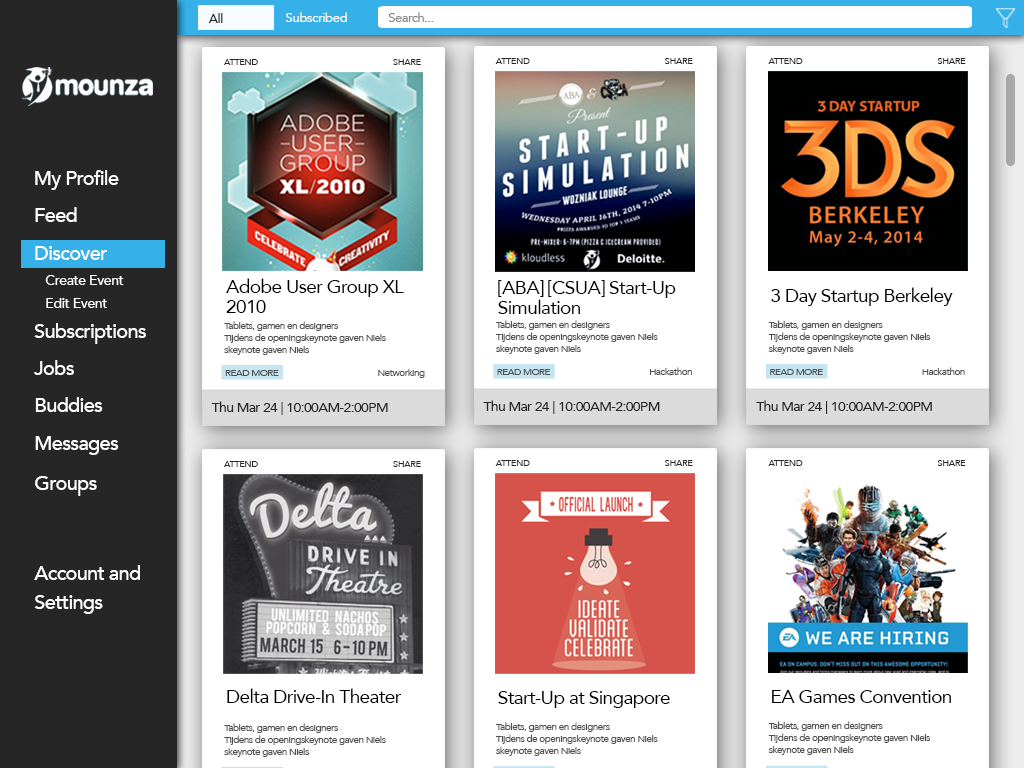 All
Subscribed
Search...
mounza
My Profile
Feed
Discover
Create Event
Edit Event
Subscriptions
Jobs
Buddies
Messages
Groups
Account and
Settings
ATTEND SHARE
ADOBE
-USER-
GROUP
XL/2010
CELEBRATE CREATIVITY
Adobe User Group XL
2010
Tablets, gamen en designers
Tijdens de openingskeynote gaven Niels
skeynote gaven Niels
READ MORE Networking
Thu Mar 24 | 10:00AM-2:00PM
ATTEND SHARE
ABA &
Present
START-UP
SIMULATION
WOZNIAK LOUNGE
WEDNESDAY APRIL 16TH, 2014 7-10PM
PRIZES AWARDED TO TOP 3 TEAMS
PRE-MIXER: 6-7PM (PIZZA & ICECREAM PROVIDED)
kloudless Deloitte.
[ABA][CSUA] Start-Up
Simulation
Tablets, gamen en designers
Tijdens de openingskeynote gaven Niels
skeynote gaven Niels
READ MORE Hackathon
Thu Mar 24 | 10:00AM-2:00PM
ATTEND SHARE
3 DAY STARTUP
3DS
BERKELEY
May 2-4, 2014
3 Day Startup Berkeley
Tablets, gamen en designers
Tijdens de openingskeynote gaven Niels
skeynote gaven Niels
READ MORE Hackathon
Thu Mar 24 | 10:00AM-2:00PM
ATTEND SHARE
Delta
DRIVE IN
Theatre
UNLIMITED NACHOS
POPCORN & SODA POP
MARCH 15 6-10 PM
Delta Drive-In Theater
Tablets, gamen en designers
Tijdens de openingskeynote gaven Niels
skeynote gaven Niels
ATTEND SHARE
OFFICIAL LAUNCH
IDEATE
VALIDATE
CELEBRATE
Start-Up at Singapore
Tablets, gamen en designers
Tijdens de openingskeynote gaven Niels
skeynote gaven Niels
ATTEND SHARE
EA WE ARE HIRING
EA ON CAMPUS. DON'T MISS OUT ON THIS AWESOME OPPORTUNITY!
EA Games Convention
Tablets, gamen en designers
Tijdens de openingskeynote gaven Niels
skeynote gaven Niels